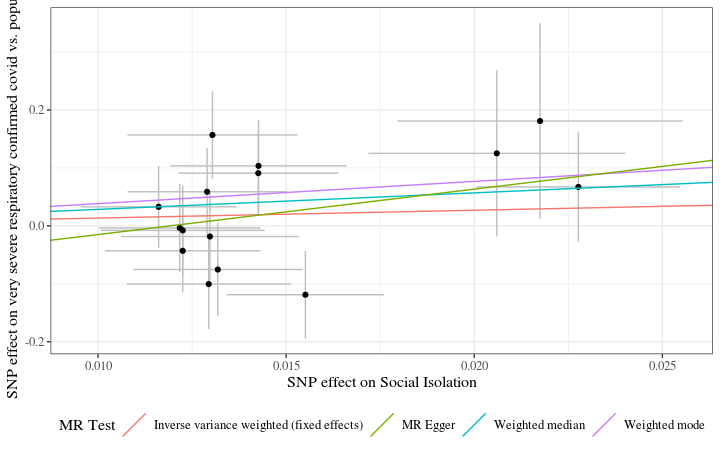 SNP effect on very severe respiratory confirmed covid vs.
0.2
0.0
-0.2
0.010
0.015
0.020
0.025
SNP effect on Social Isolation
MR Test
Inverse variance weighted (fixed effects)
MR Egger
Weighted median
Weighted mode